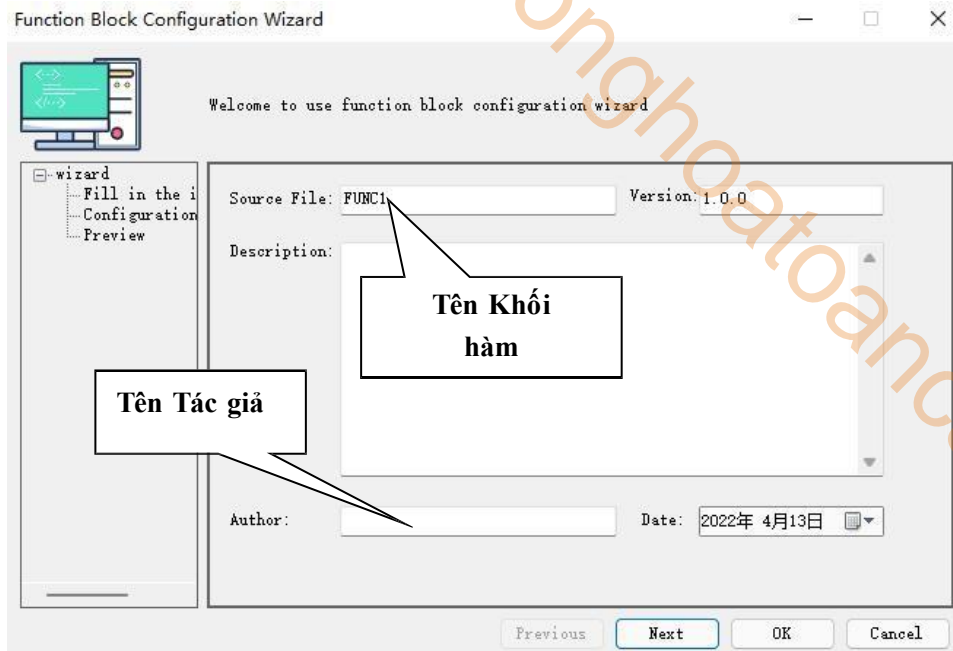 Function Block Configuration Wizard
Welcome to use function block configuration wizard
wizard
Fill in the i
Configuration
Preview
Source File: FUNC1
Version: 1.0.0
Description:
Tên Khối
hàm
Tên Tác giả
Author:
Date: 2022年 4月13日
Previous Next OK Cancel
onghoatoanc